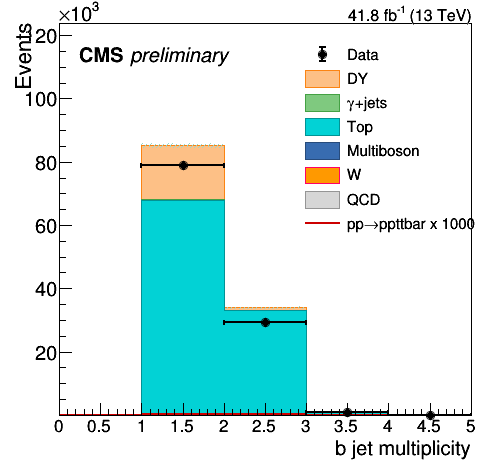 ×10³
41.8 fb⁻¹ (13 TeV)
Events
CMS preliminary
Data
DY
γ+jets
Top
Multiboson
W
QCD
pp→ppttbar x 1000
120
100
80
60
40
20
0 0.5 1 1.5 2 2.5 3 3.5 4 4.5 5
b jet multiplicity